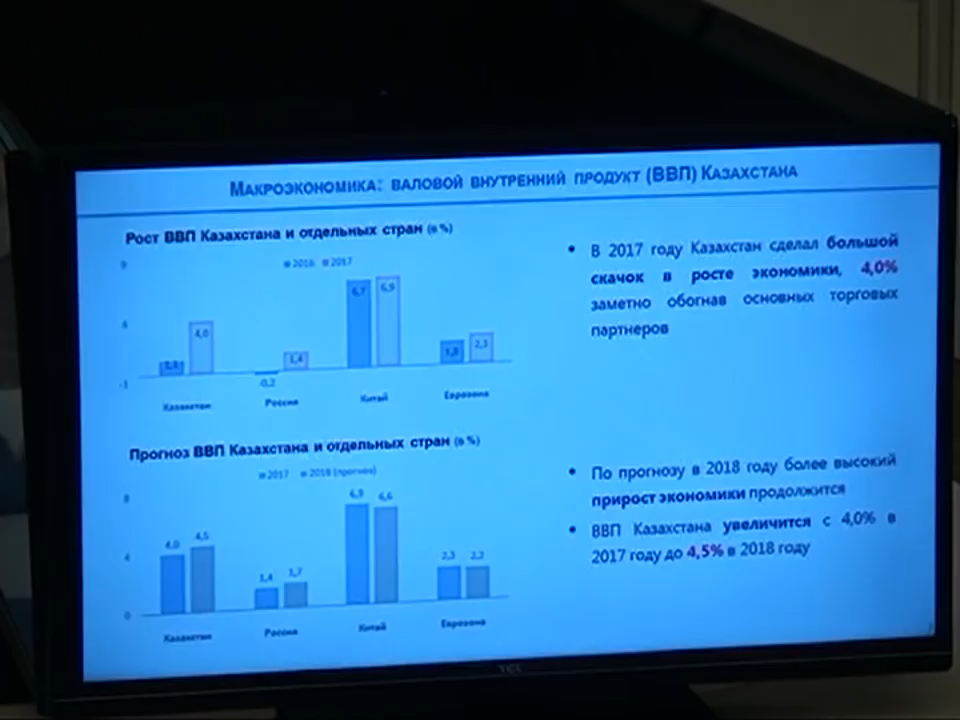 МАКРОЭКОНОМИКА: ВАЛОВОЙ ВНУТРЕННИЙ ПРОДУКТ (ВВП) КАЗАХСТАНА
Рост ВВП Казахстана и отдельных стран (в %)
2016 2017
9
4
-1
4,0
-0,2
1,4
6,7
6,9
2,3
Казахстан Россия Китай Еврозона
В 2017 году Казахстан сделал большой
скачок в росте экономики, 4,0%
заметно обогнав основных торговых
партнеров
Прогноз ВВП Казахстана и отдельных стран (в %)
2017 2018 (прогноз)
8
4
0
4,0
4,5
1,4
1,7
6,9
6,6
2,3
2,2
Казахстан Россия Китай Еврозона
По прогнозу в 2018 году более высокий
прирост экономики продолжится
ВВП Казахстана увеличится с 4,0% в
2017 году до 4,5% в 2018 году
TCL